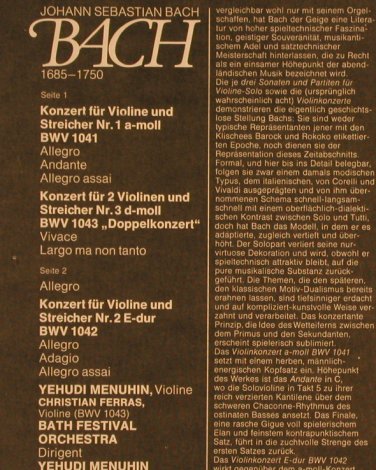 JOHANN SEBASTIAN BACH
BACH
1685–1750
Seite 1
Konzert für Violine und
Streicher Nr. 1 a-moll
BWV 1041
Allegro
Andante
Allegro assai
Konzert für 2 Violinen und
Streicher Nr. 3 d-moll
BWV 1043 „Doppelkonzert“
Vivace
Largo ma non tanto
Seite 2
Allegro
Konzert für Violine und
Streicher Nr. 2 E-dur
BWV 1042
Allegro
Adagio
Allegro assai
YEHUDI MENUHIN, Violine
CHRISTIAN FERRAS,
Violine (BWV 1043)
BATH FESTIVAL
ORCHESTRA
Dirigent
YEHUDI MENUHIN
vergleichbar wohl nur mit seinem Orgel-
schaffen, hat Bach der Geige eine Litera-
tur von hoher spieltechnischer Faszina-
tion, geistiger Souveränität, musikali-
schem Adel und satztechnischer
Meisterschaft hinterlassen, die zu Recht
als ein einsamer Höhepunkt der abend-
ländischen Musik bezeichnet wird.
Die je drei Sonaten und Partiten für
Violine-Solo sowie die (ursprünglich
wahrscheinlich acht) Violinkonzerte
demonstrieren die eigentlich geschichts-
lose Stellung Bachs: Sie sind weder
typische Repräsentanten jener mit den
Klischees Barock und Rokoko etikettier-
ten Epoche, noch dienen sie der
Repräsentation dieses Zeitabschnitts.
Formal, und hier bis ins Detail belegbar,
folgen sie zwar einem damals modischen
Typus, dem italienischen, von Corelli und
Vivaldi ausgeprägten und von ihm über-
nommenen Schema schnell-langsam-
schnell mit einem oberflächlich-dialekti-
schen Kontrast zwischen Solo und Tutti,
doch hat Bach das Modell, in dem er es
adaptierte, zugleich vertieft und über-
höht. Der Solopart verliert seine nur-
virtuose Dekoration und wird, obwohl er
spieltechnisch attraktiv bleibt, auf die
pure musikalische Substanz zurück-
geführt. Die Themen, die den späteren,
den klassischen Motiv-Dualismus bereits
erahnen lassen, sind tiefsinniger erdacht
und auf kompliziert-kunstvolle Weise ver-
zahnt und verarbeitet. Das konzertante
Prinzip, die Idee des Wetteiferns zwischen
dem Primus und den Sekundanten,
erscheint spielerisch sublimiert.
Das Violinkonzert a-moll BWV 1041
setzt mit einem herben, männlich-
energischen Kopfsatz ein. Höhepunkt
des Werkes ist das Andante in C,
wo die Solovioline in Takt 5 zu ihrer
reich verzierten Kantilene über dem
schweren Chaconne-Rhythmus des
ostinaten Basses ansetzt. Das Finale,
eine rasche Gigue voll spielerischem
Elan und feinstem kontrapunktischem
Satz, führt in die zuchtvolle Strenge des
ersten Satzes zurück.
Das Violinkonzert E-dur BWV 1042
wirkt gegenüber dem a-moll-Konzert